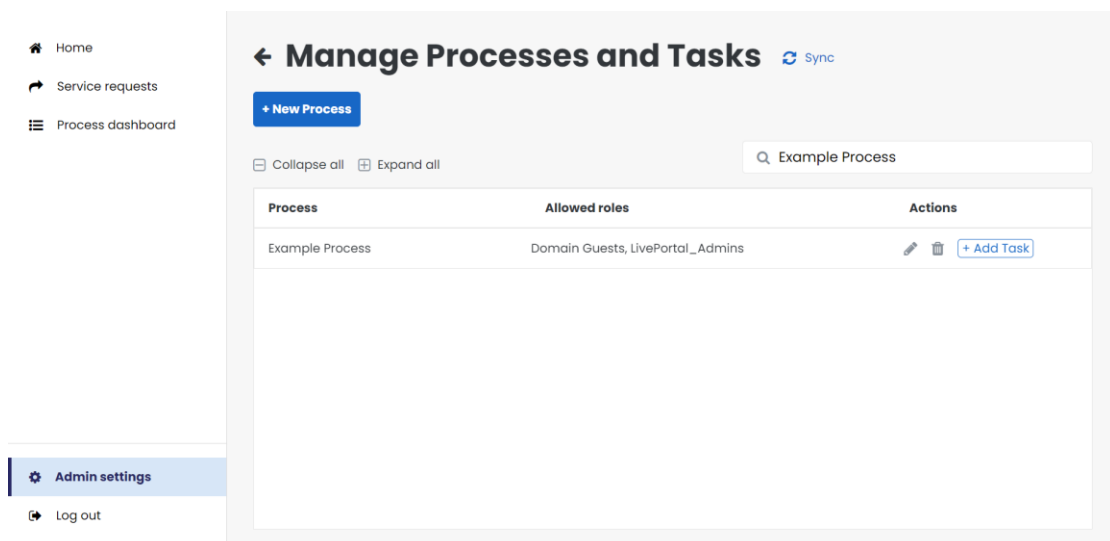 Home
Service requests
Process dashboard
Admin settings
Log out
Manage Processes and Tasks Sync
+ New Process
Collapse all Expand all
Example Process
Process Allowed roles Actions
Example Process Domain Guests, LivePortal_Admins + Add Task